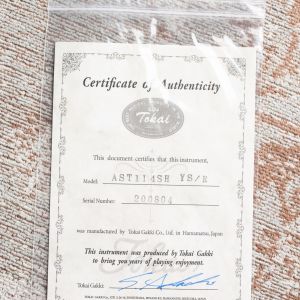 Certificate of Authenticity
Tokai
This document certifies that this instrument,
Model: AST114SH YS/R
Serial Number: 200804
was manufactured by Tokai Gakki Co., Ltd. in Hamamatsu, Japan
This instrument was produced by Tokai Gakki
to bring you years of playing enjoyment.
Tokai Gakki: